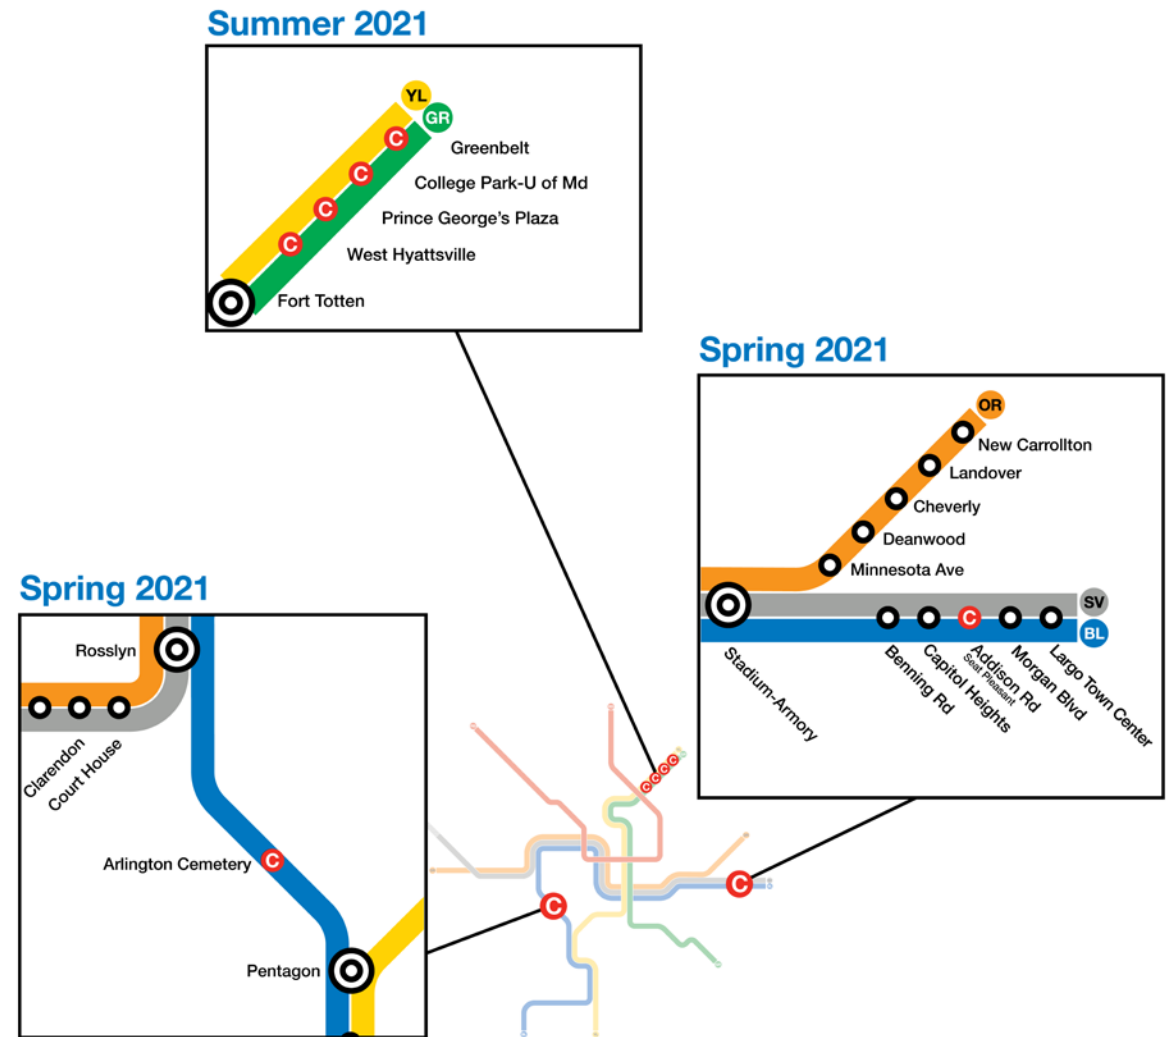 Summer 2021
YL
GR
C
Greenbelt
C
College Park-U of Md
C
Prince George's Plaza
C
West Hyattsville
Fort Totten
Spring 2021
OR
New Carrollton
Landover
Cheverly
Deanwood
Minnesota Ave
SV
C
BL
Stadium-Armory
Benning Rd
Capitol Heights
Addison Rd
Seat Pleasant
Morgan Blvd
Largo Town Center
Spring 2021
Rosslyn
Clarendon
Court House
Arlington Cemetery
C
Pentagon
C
C
C
C
C
C